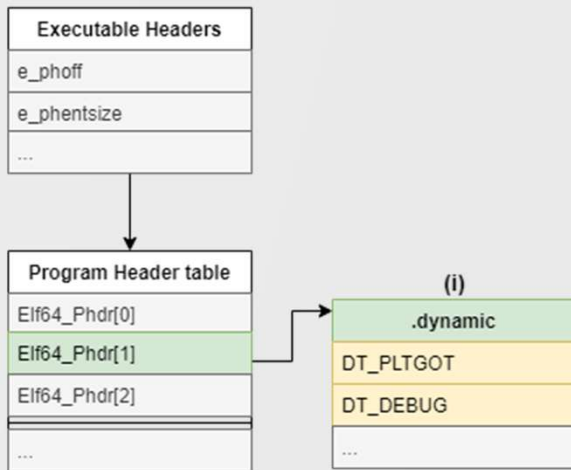 Executable Headers
e_phoff
e_phentsize
...
Program Header table
Elf64_Phdr[0]
Elf64_Phdr[1]
Elf64_Phdr[2]
...
(i)
.dynamic
DT_PLTGOT
DT_DEBUG
...